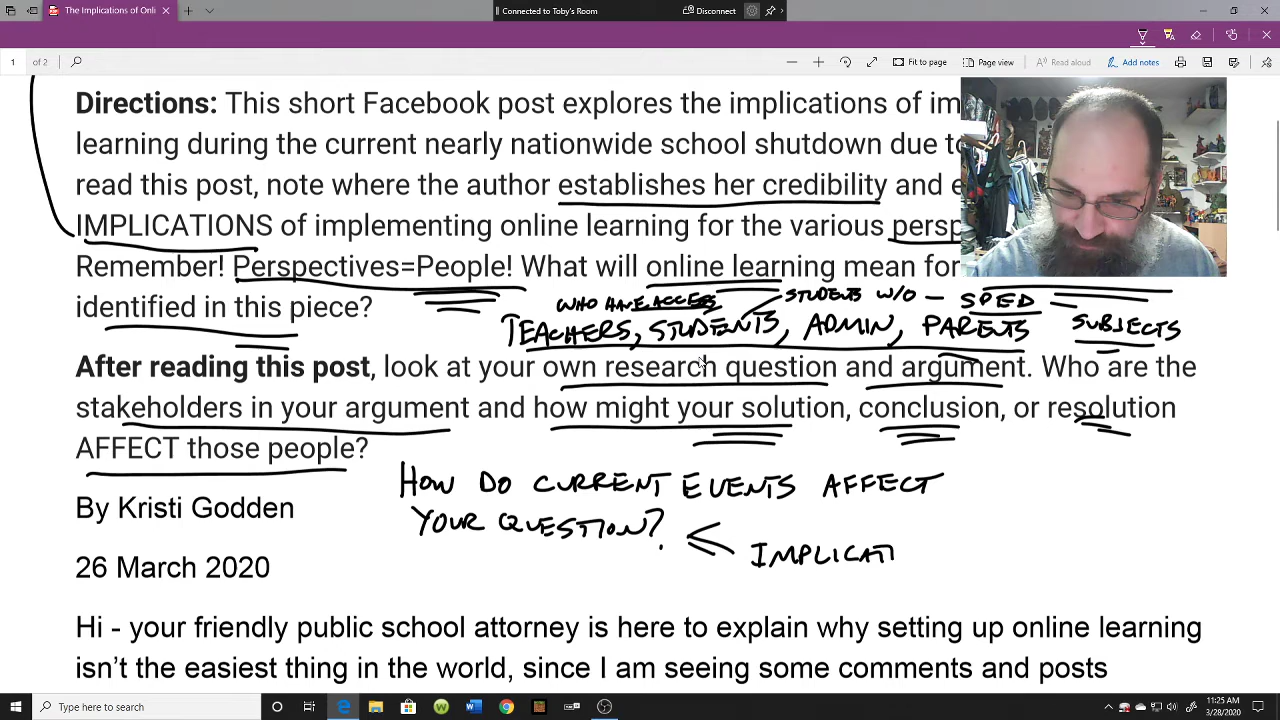 The Implications of Onli
Connected to Toby's Room
Disconnect
1 of 2
Fit to page
Page view
Read aloud
Add notes
Directions: This short Facebook post explores the implications of im
learning during the current nearly nationwide school shutdown due to
read this post, note where the author establishes her credibility and e
IMPLICATIONS of implementing online learning for the various persp
Remember! Perspectives=People! What will online learning mean for
WHO HAVE ACCESS STUDENTS W/O - SPED
identified in this piece?
TEACHERS, STUDENTS, ADMIN, PARENTS SUBJECTS
After reading this post, look at your own research question and argument. Who are the
stakeholders in your argument and how might your solution, conclusion, or resolution
AFFECT those people?
HOW DO CURRENT EVENTS AFFECT
YOUR QUESTION?
IMPLICAT
By Kristi Godden
26 March 2020
Hi - your friendly public school attorney is here to explain why setting up online learning
isn't the easiest thing in the world, since I am seeing some comments and posts
Type here to search
11:25 AM
3/28/2020